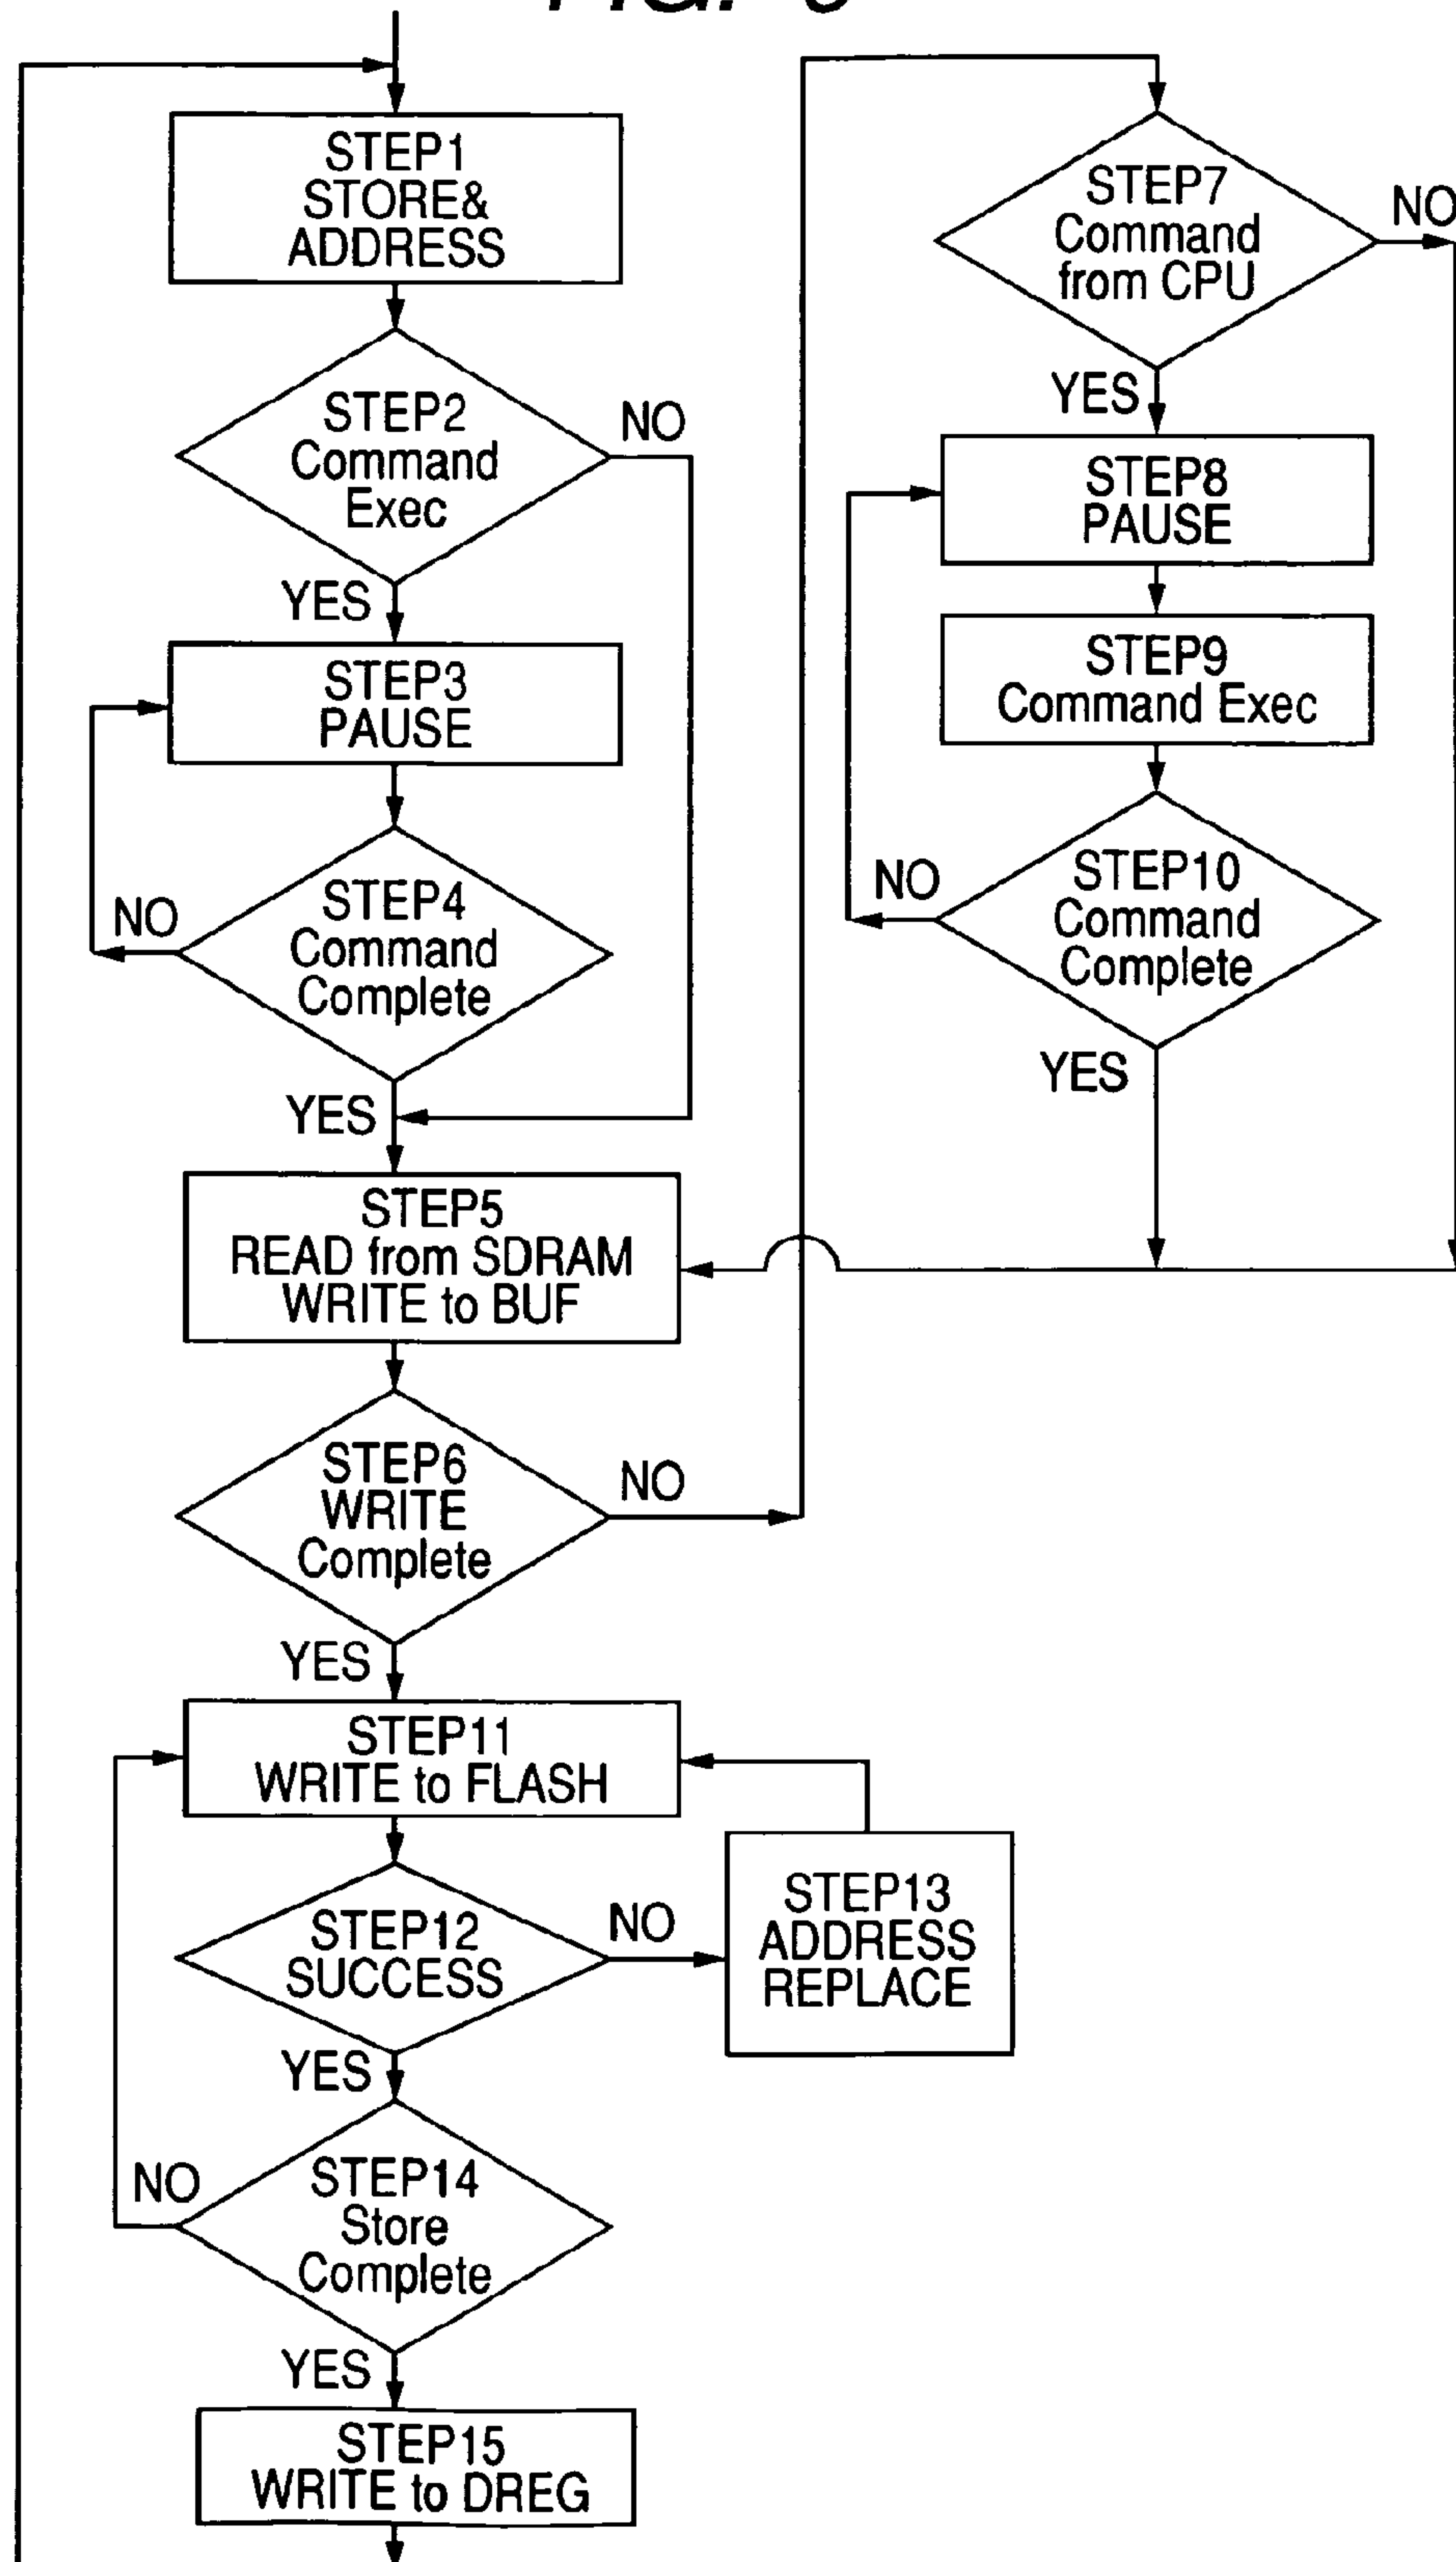 STEP1
STORE&
ADDRESS
STEP2
Command
Exec
NO
YES
STEP3
PAUSE
STEP4
Command
Complete
NO
YES
STEP5
READ from SDRAM
WRITE to BUF
STEP6
WRITE
Complete
NO
YES
STEP11
WRITE to FLASH
STEP12
SUCCESS
NO
STEP13
ADDRESS
REPLACE
YES
STEP14
Store
Complete
NO
YES
STEP15
WRITE to DREG
STEP7
Command
from CPU
NO
YES
STEP8
PAUSE
STEP9
Command Exec
STEP10
Command
Complete
NO
YES